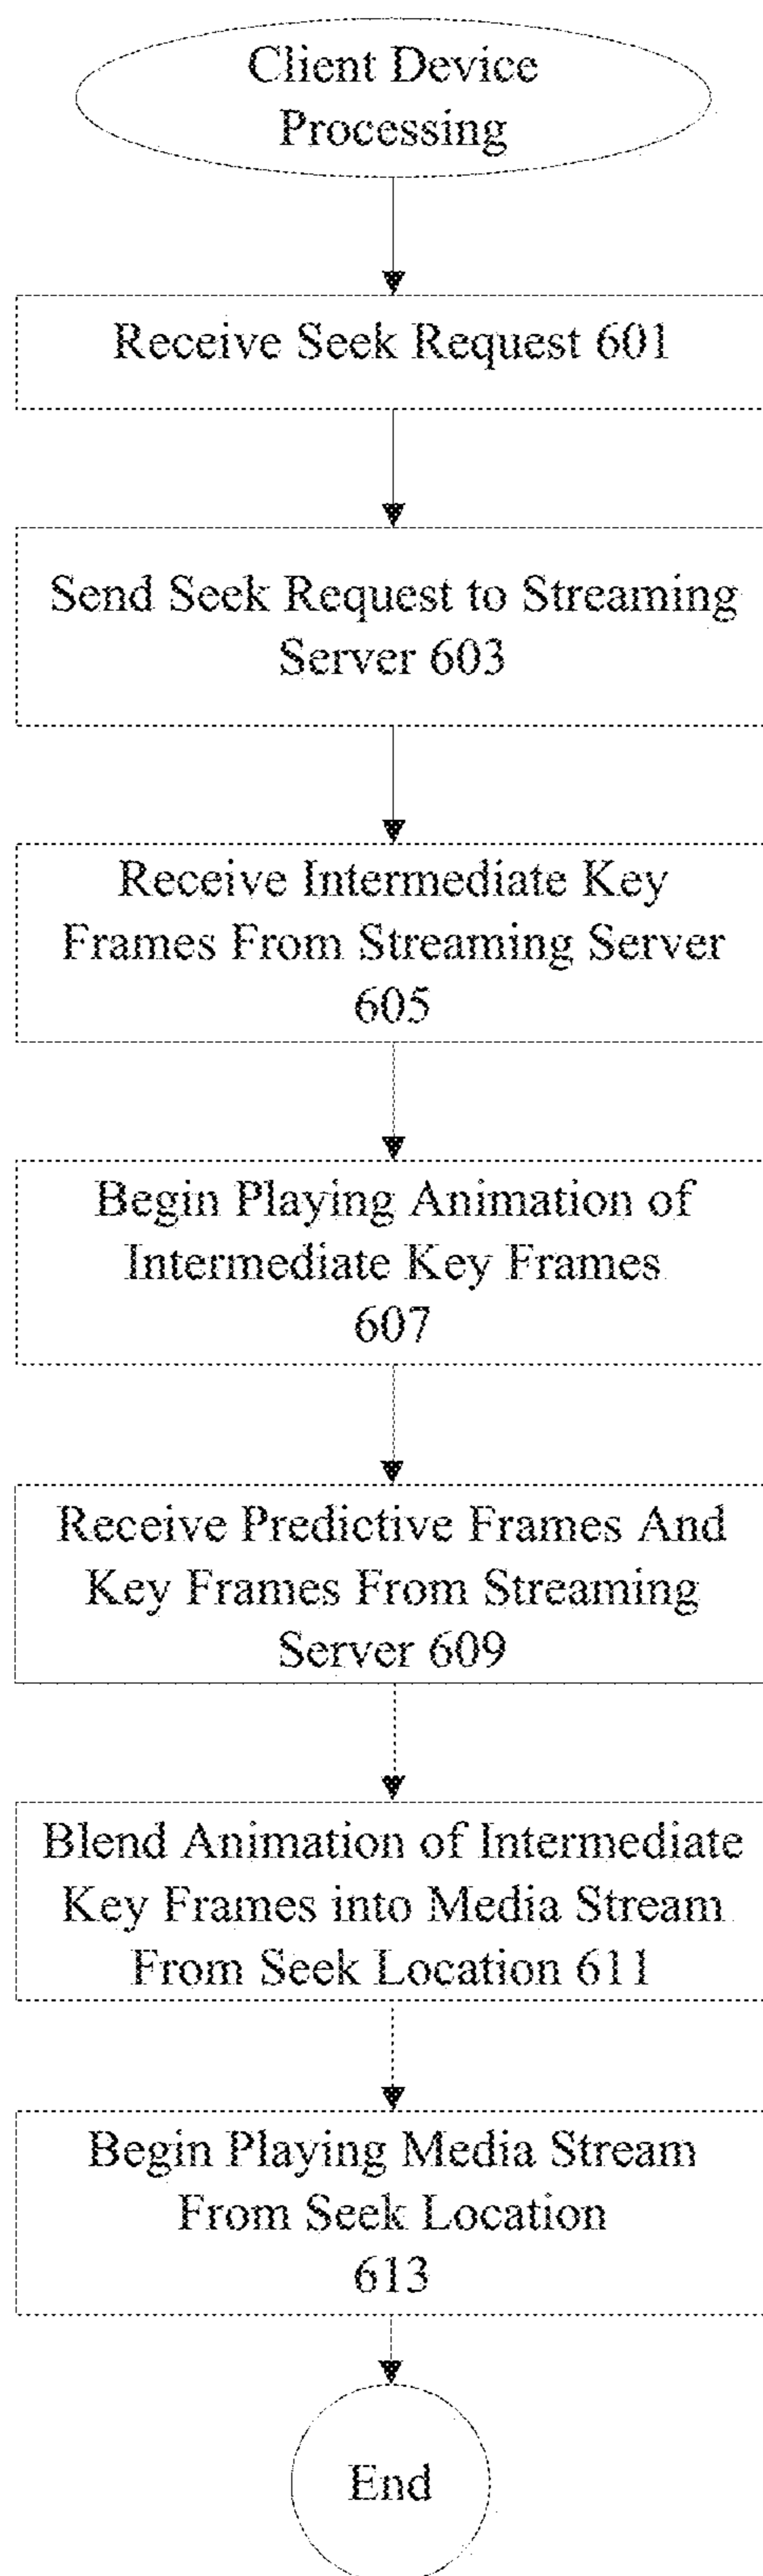 Client Device
Processing
Receive Seek Request 601
Send Seek Request to Streaming
Server 603
Receive Intermediate Key
Frames From Streaming Server
605
Begin Playing Animation of
Intermediate Key Frames
607
Receive Predictive Frames And
Key Frames From Streaming
Server 609
Blend Animation of Intermediate
Key Frames into Media Stream
From Seek Location 611
Begin Playing Media Stream
From Seek Location
613
End